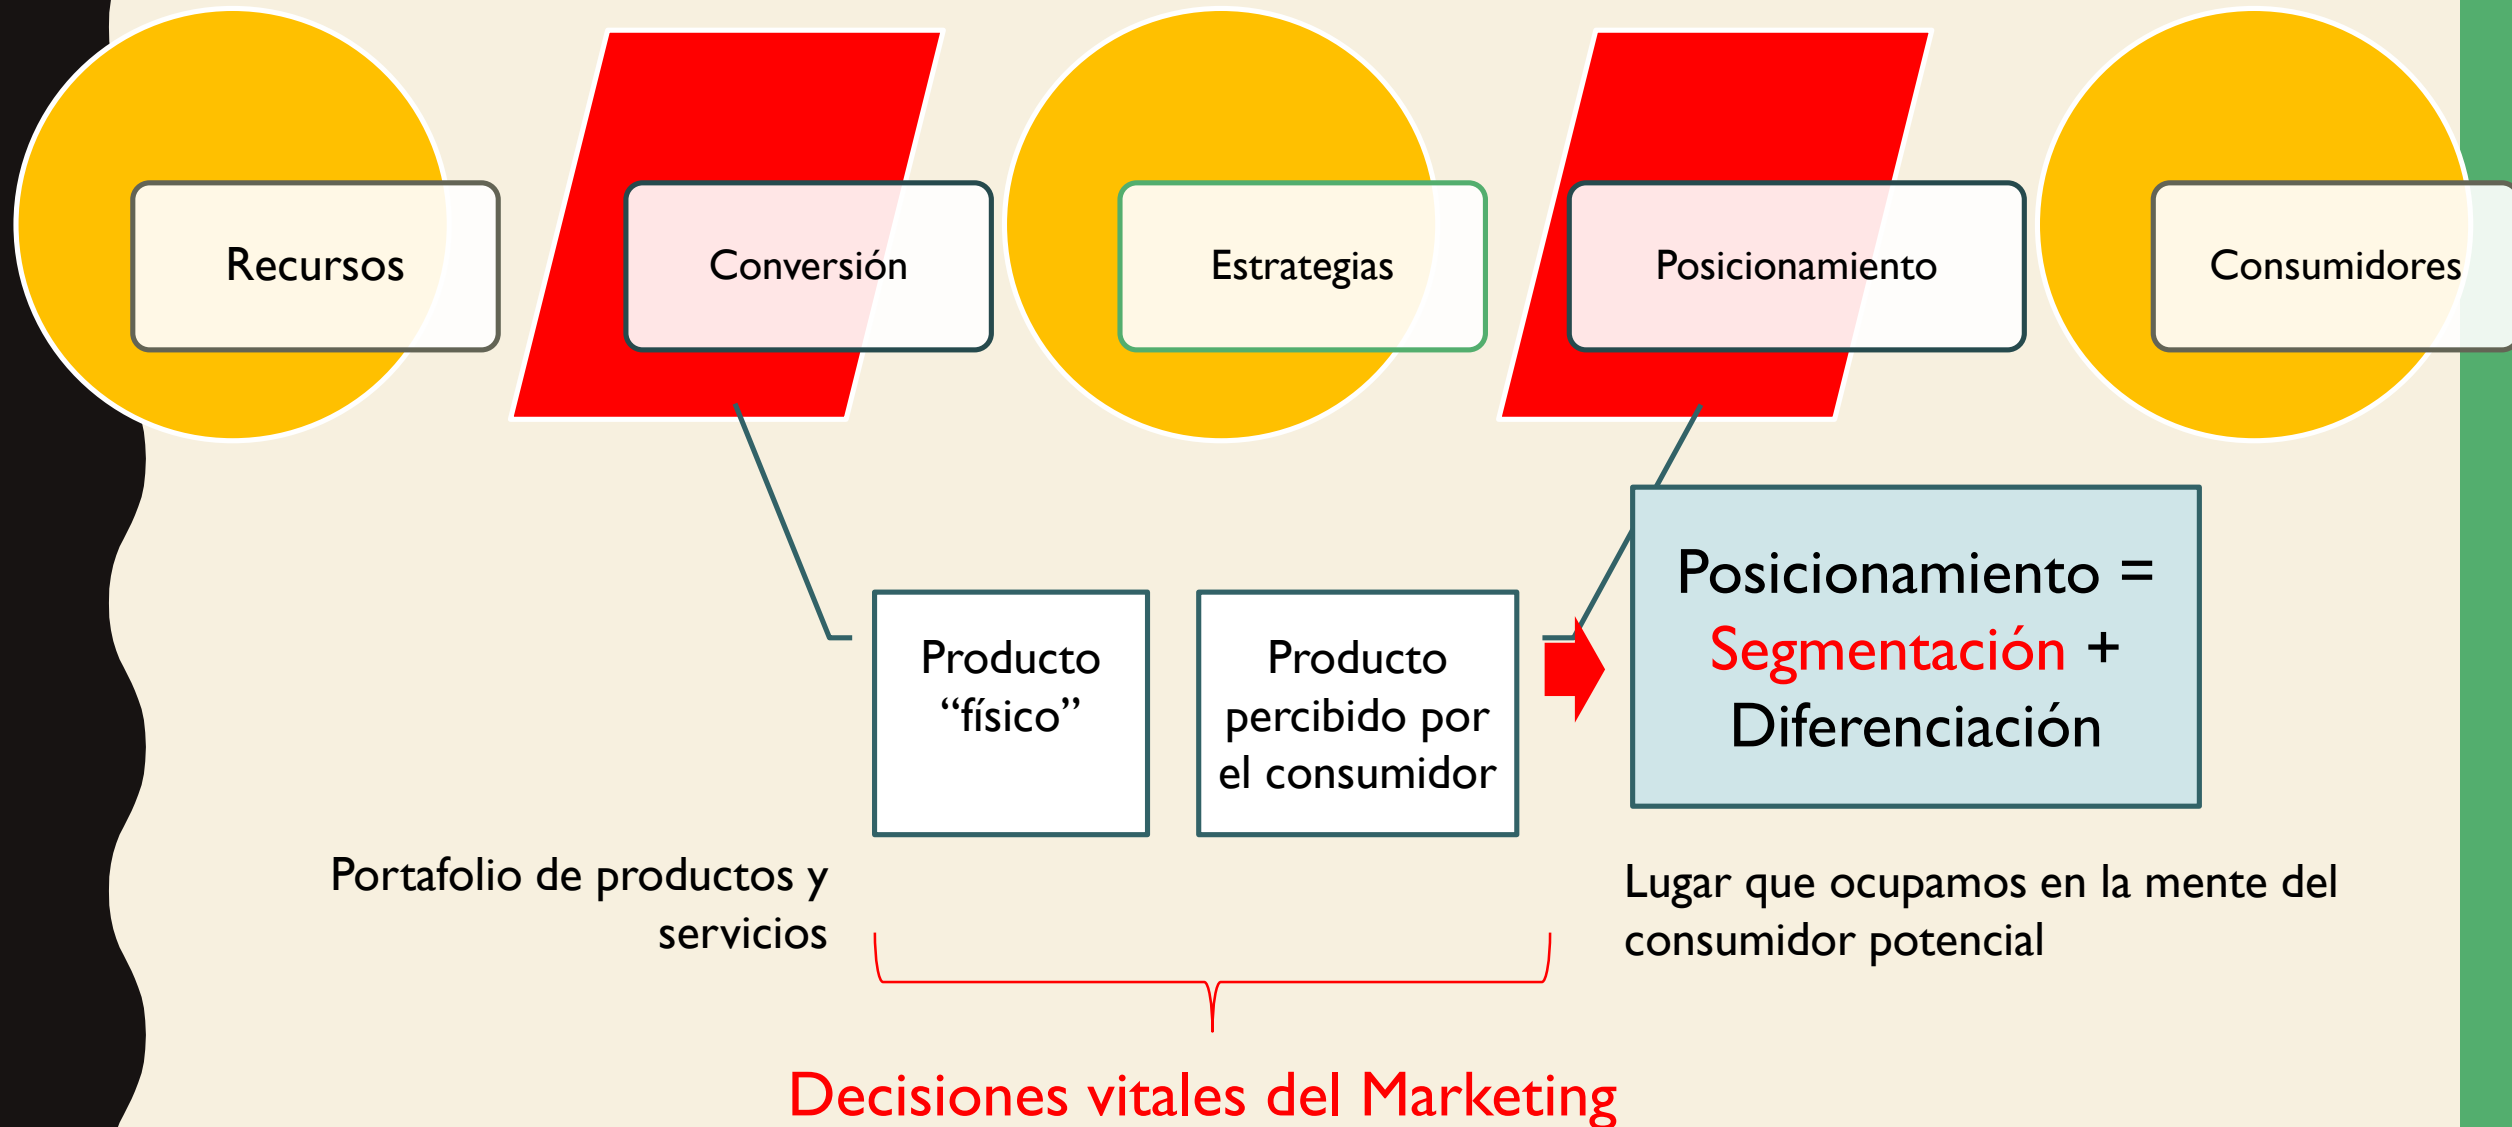 Recursos
Conversión
Estrategias
Posicionamiento
Consumidores
Producto
“físico”
Producto
percibido por
el consumidor
Posicionamiento =
Segmentación +
Diferenciación
Portafolio de productos y
servicios
Lugar que ocupamos en la mente del
consumidor potencial
Decisiones vitales del Marketing